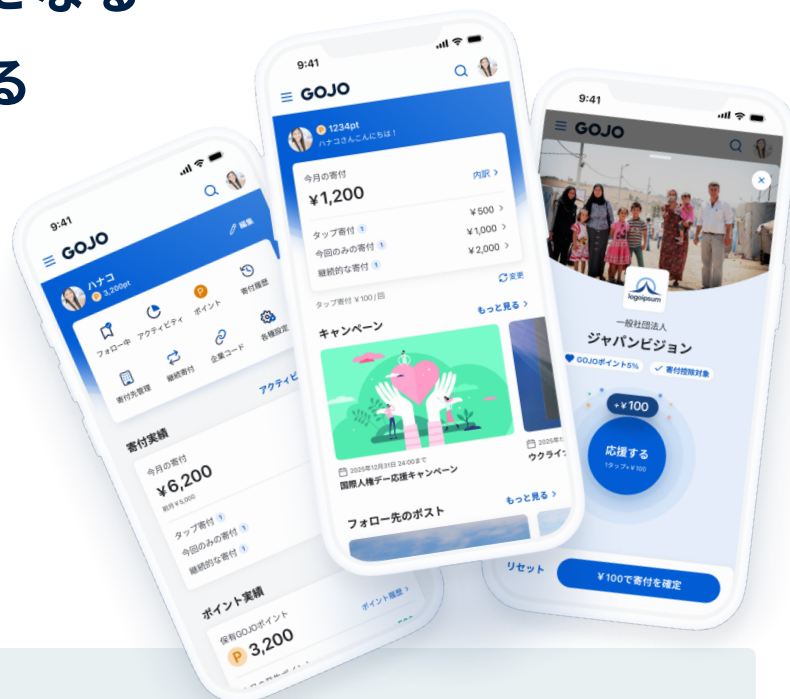 となる
る
9:41
GOJO
ハナコ
P 3,200pt
編集
フォロー中
アクティビティ
P
ポイント
寄付履歴
寄付先管理
継続寄付
企業コード
各種設定
寄付実績
今月の寄付
¥6,200
前月¥5,000
タップ寄付 1
今回のみの寄付 1
継続的な寄付 1
ポイント実績
保有GOJOポイント
ポイント履歴
P 3,200
9:41
GOJO
P 1234pt
ハナコさんこんにちは！
今月の寄付
¥1,200
内訳
タップ寄付 1
¥500
今回のみの寄付 1
¥1,000
継続的な寄付 1
¥2,000
タップ寄付 ¥100/回
変更
キャンペーン
もっと見る
2025年12月31日 24:00まで
国際人権デー応援キャンペーン
ウクライ
フォロー先のポスト
もっと見る
9:41
GOJO
logoipsum
一般社団法人
ジャパンビジョン
GOJOポイント5%
寄付控除対象
+¥100
応援する
1タップ+¥100
リセット
¥100で寄付を確定